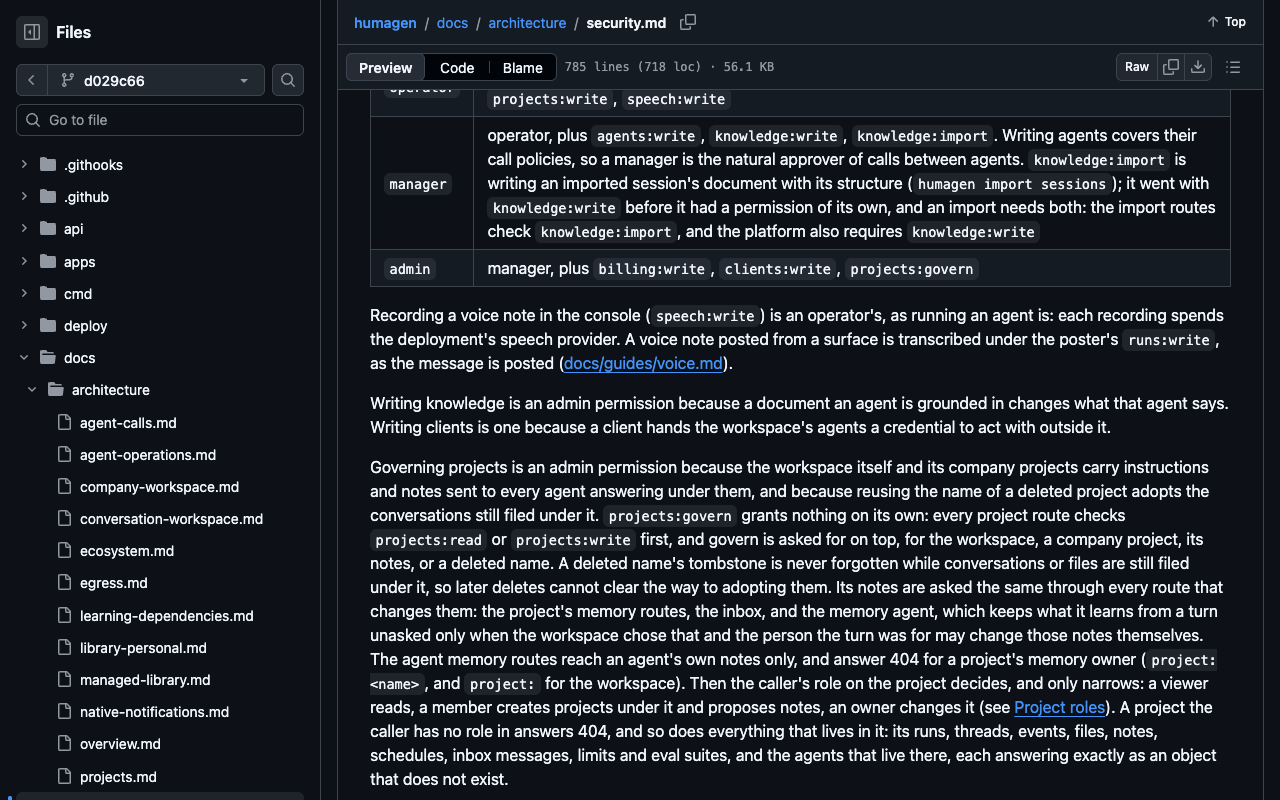 Files
d029c66
Go to file
.githooks
.github
api
apps
cmd
deploy
docs
architecture
agent-calls.md
agent-operations.md
company-workspace.md
conversation-workspace.md
ecosystem.md
egress.md
learning-dependencies.md
library-personal.md
managed-library.md
native-notifications.md
overview.md
projects.md
humagen / docs / architecture / security.md
Top
Preview Code Blame 785 lines (718 loc) · 56.1 KB
Raw
operator
projects:write , speech:write
manager
operator, plus agents:write , knowledge:write , knowledge:import . Writing agents covers their
call policies, so a manager is the natural approver of calls between agents. knowledge:import is
writing an imported session's document with its structure ( humagen import sessions ); it went with
knowledge:write before it had a permission of its own, and an import needs both: the import routes
check knowledge:import , and the platform also requires knowledge:write
admin manager, plus billing:write , clients:write , projects:govern
Recording a voice note in the console ( speech:write ) is an operator's, as running an agent is: each recording spends
the deployment's speech provider. A voice note posted from a surface is transcribed under the poster's runs:write ,
as the message is posted (docs/guides/voice.md).
Writing knowledge is an admin permission because a document an agent is grounded in changes what that agent says.
Writing clients is one because a client hands the workspace's agents a credential to act with outside it.
Governing projects is an admin permission because the workspace itself and its company projects carry instructions
and notes sent to every agent answering under them, and because reusing the name of a deleted project adopts the
conversations still filed under it. projects:govern grants nothing on its own: every project route checks
projects:read or projects:write first, and govern is asked for on top, for the workspace, a company project, its
notes, or a deleted name. A deleted name's tombstone is never forgotten while conversations or files are still filed
under it, so later deletes cannot clear the way to adopting them. Its notes are asked the same through every route that
changes them: the project's memory routes, the inbox, and the memory agent, which keeps what it learns from a turn
unasked only when the workspace chose that and the person the turn was for may change those notes themselves.
The agent memory routes reach an agent's own notes only, and answer 404 for a project's memory owner ( project:
<name> , and project: for the workspace). Then the caller's role on the project decides, and only narrows: a viewer
reads, a member creates projects under it and proposes notes, an owner changes it (see Project roles). A project the
caller has no role in answers 404, and so does everything that lives in it: its runs, threads, events, files, notes,
schedules, inbox messages, limits and eval suites, and the agents that live there, each answering exactly as an object
that does not exist.